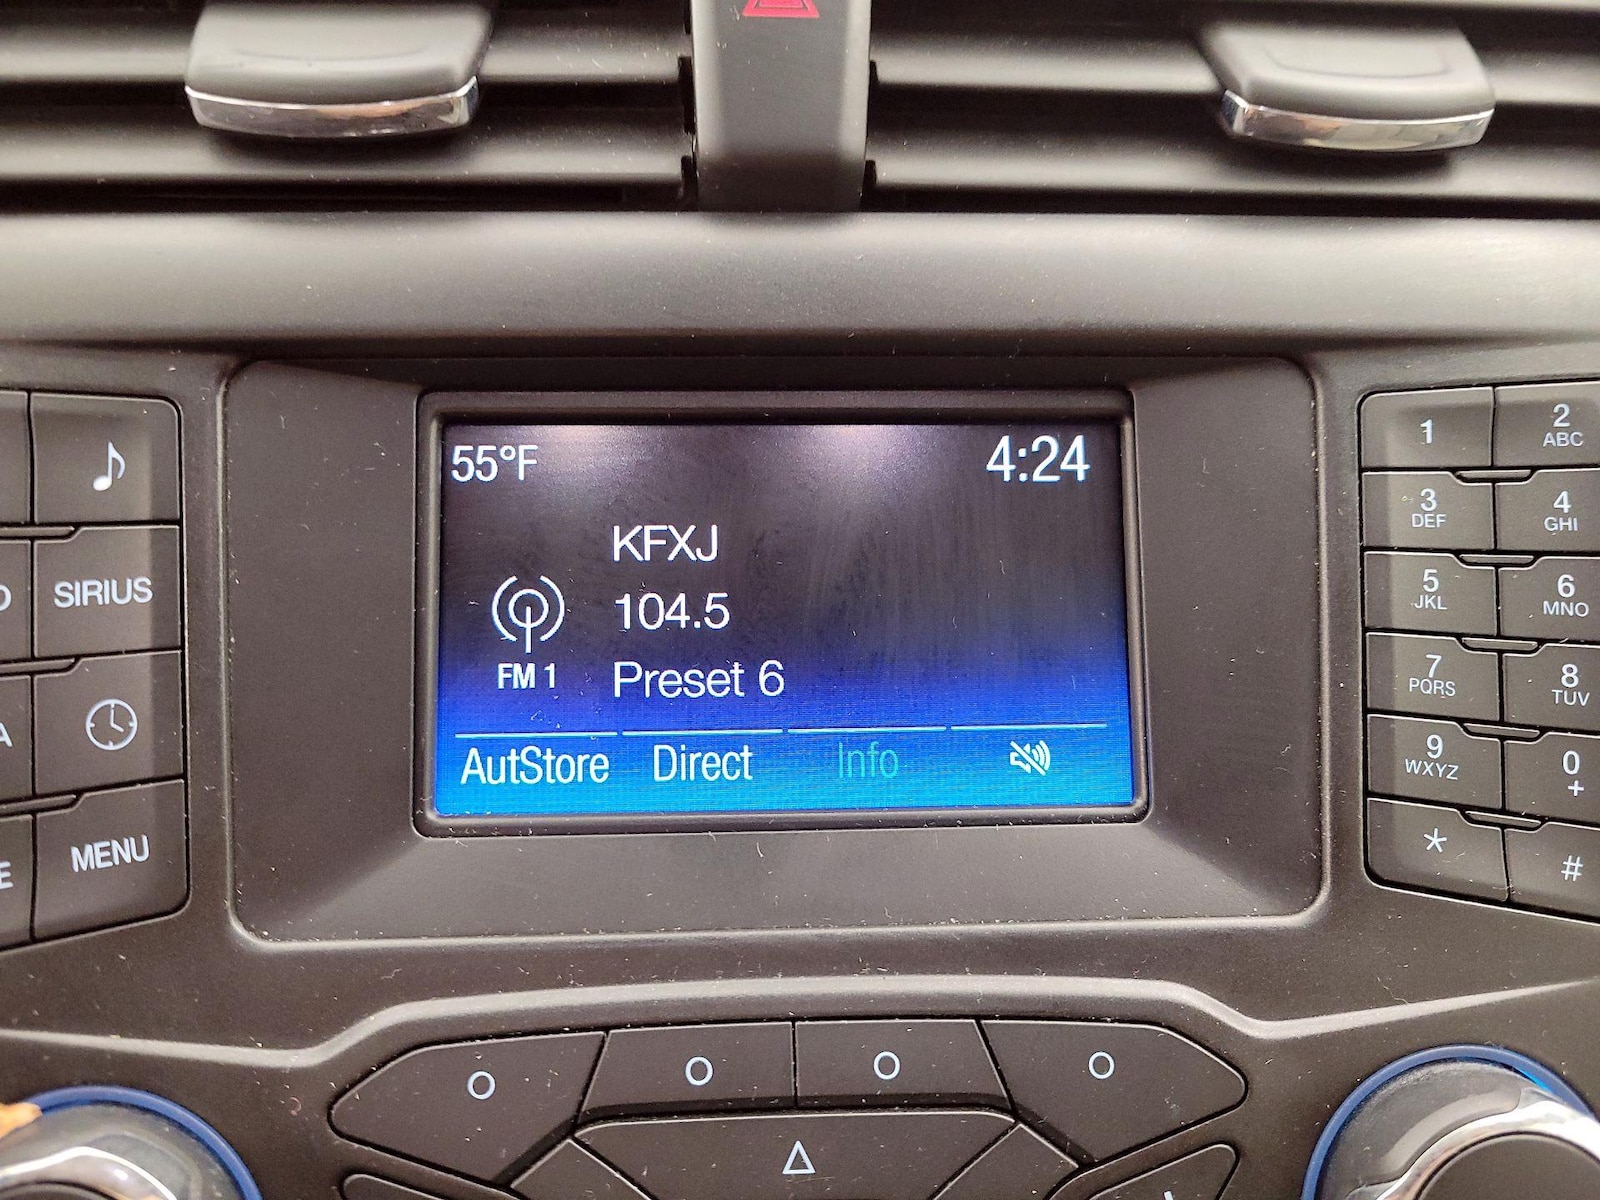 55°F
4:24
KFXJ
104.5
FM 1
Preset 6
AutStore
Direct
Info
SIRIUS
MENU
1
2
ABC
3
DEF
4
GHI
5
JKL
6
MNO
7
PQRS
8
TUV
9
WXYZ
0
+
*
#